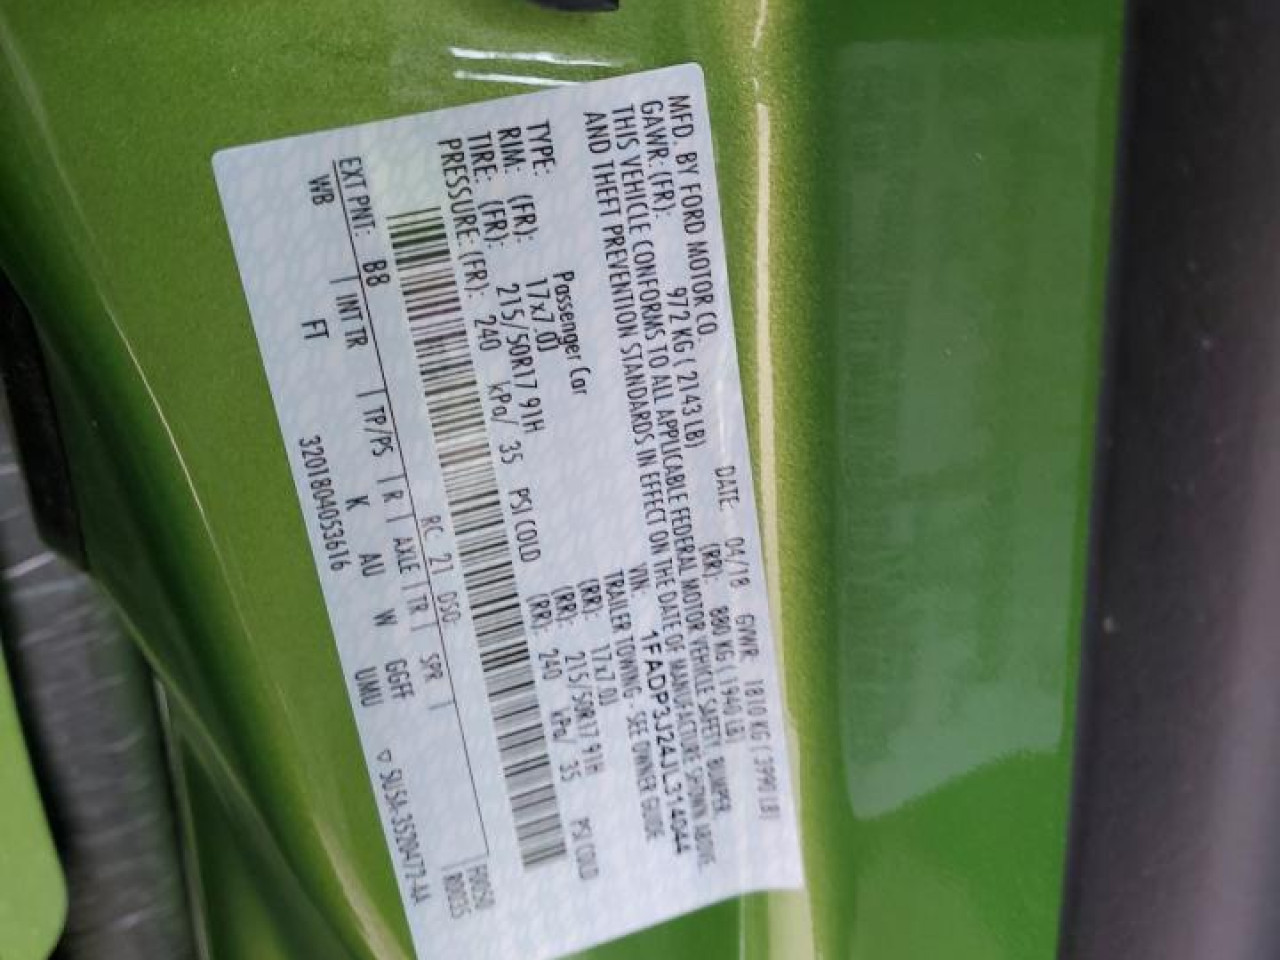 MFD. BY FORD MOTOR CO.
DATE: 04/18 GVWR: 1810 KG ( 3990 LB)
GAWR: (FR): 972 KG ( 2143 LB) (RR): 880 KG ( 1940 LB)
THIS VEHICLE CONFORMS TO ALL APPLICABLE FEDERAL MOTOR VEHICLE SAFETY, BUMPER,
AND THEFT PREVENTION STANDARDS IN EFFECT ON THE DATE OF MANUFACTURE SHOWN ABOVE.
VIN: 1FADP3J24JL314044
TYPE: Passenger Car TRAILER TOWING - SEE OWNER GUIDE
RIM: (FR): 17x7.0J (RR): 17x7.0J
TIRE: (FR): 215/50R17 91H (RR): 215/50R17 91H
PRESSURE: (FR): 240 kPa/ 35 PSI COLD (RR): 240 kPa/ 35 PSI COLD
EXT PNT: B8 RC: 21 DSO:
WB | INT TR | TP/PS | R | AXLE | TR | SPR |
FT K AU W GGFF
3201804053616 UMU ▽ 5U5A-3520472-AA